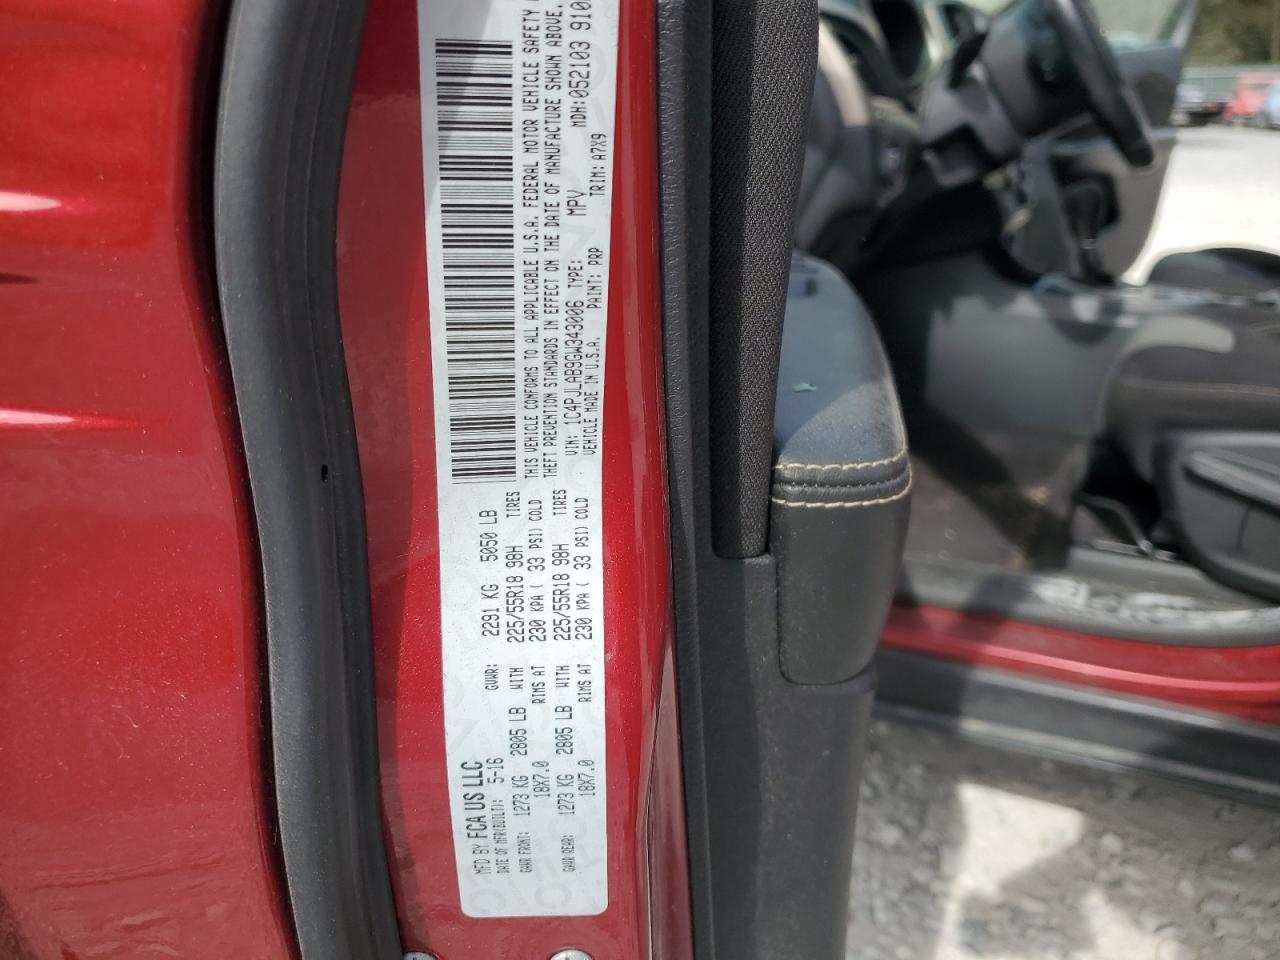 MFD BY FCA US LLC
DATE OF MFR(BUILT): 5-16 GVWR: 2291 KG 5050 LB
GAWR FRONT: 1273 KG 2805 LB WITH 225/55R18 98H TIRES
18X7.0 RIMS AT 230 KPA ( 33 PSI) COLD
GAWR REAR: 1273 KG 2805 LB WITH 225/55R18 98H TIRES
18X7.0 RIMS AT 230 KPA ( 33 PSI) COLD
THIS VEHICLE CONFORMS TO ALL APPLICABLE U.S.A. FEDERAL MOTOR VEHICLE SAFETY
THEFT PREVENTION STANDARDS IN EFFECT ON THE DATE OF MANUFACTURE SHOWN ABOVE.
VIN: 1C4PJLAB9GW343006 TYPE: MPV MDH: 052103 910
VEHICLE MADE IN U.S.A. PAINT: PRP TRIM: A7X9